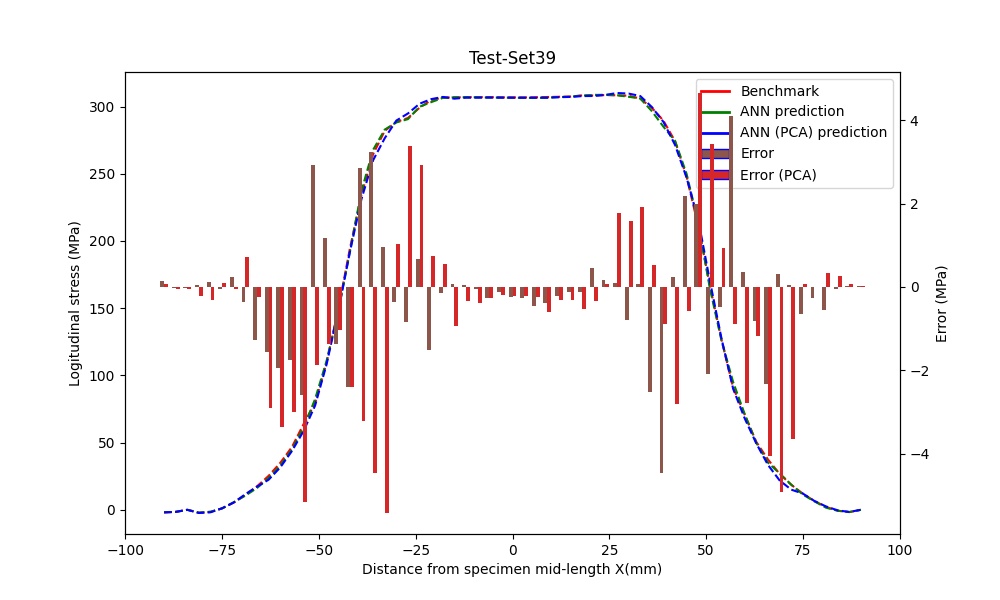 Test-Set39
Benchmark
ANN prediction
ANN (PCA) prediction
Error
Error (PCA)
300
250
200
150
100
50
0
Logitudinal stress (MPa)
4
2
0
−2
−4
Error (MPa)
−100
−75
−50
−25
0
25
50
75
100
Distance from specimen mid-length X(mm)